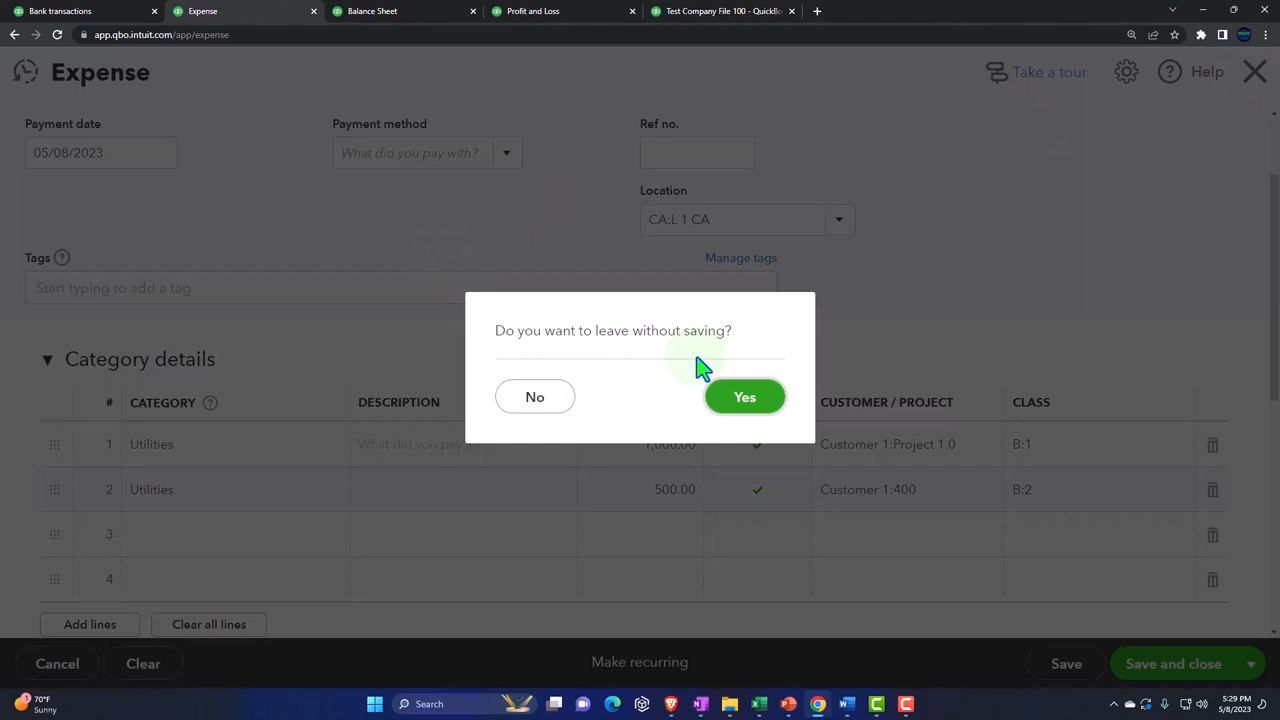 Bank transactions
Expense
Balance Sheet
Profit and Loss
Test Company File 100 - Quickb
app.qbo.intuit.com/app/expense
Expense
Take a tour
Help
Payment date
Payment method
Ref no.
05/08/2023
What did you pay with?
Location
CA:L 1 CA
Tags
Manage tags
Start typing to add a tag
Do you want to leave without saving?
No
Yes
Category details
# CATEGORY DESCRIPTION CUSTOMER / PROJECT CLASS
1 Utilities What did you pay 1,000.00 Customer 1:Project 1.0 B:1
2 Utilities 500.00 Customer 1:400 B:2
3
4
Add lines
Clear all lines
Cancel
Clear
Make recurring
Save
Save and close
70°F
Sunny
Search
5:29 PM
5/8/2023